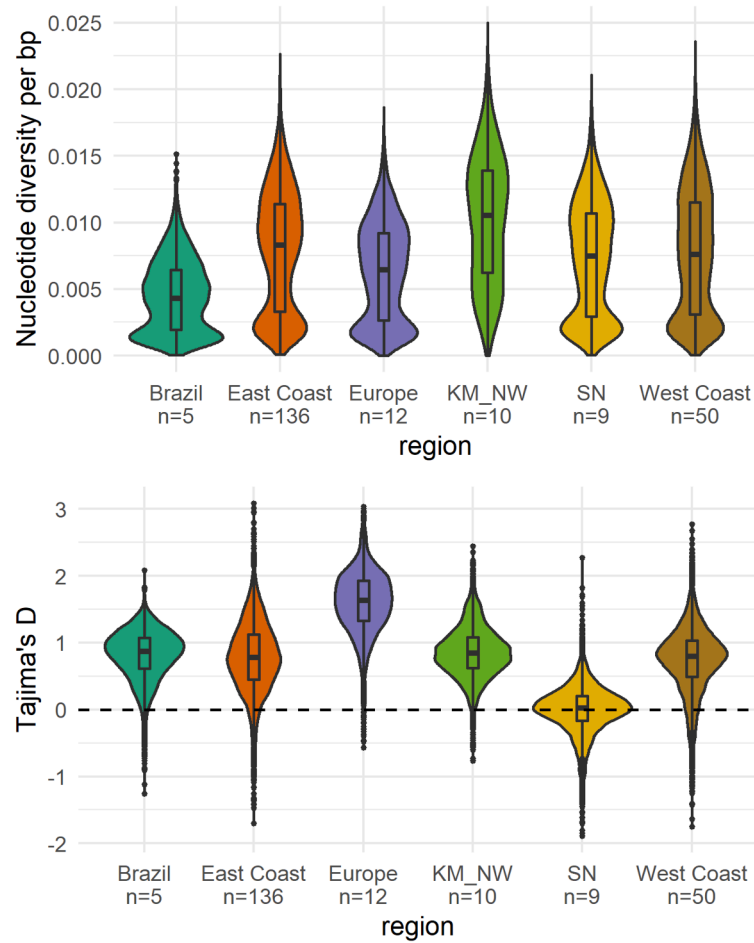 Nucleotide diversity per bp
0.025
0.020
0.015
0.010
0.005
0.000
Brazil East Coast Europe KM_NW SN West Coast
n=5 n=136 n=12 n=10 n=9 n=50
region
Tajima's D
3
2
1
0
-1
-2
Brazil East Coast Europe KM_NW SN West Coast
n=5 n=136 n=12 n=10 n=9 n=50
region